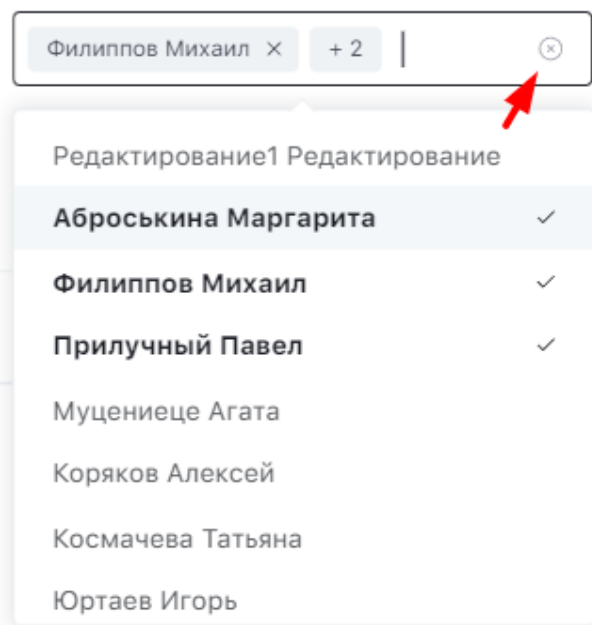 Филиппов Михаил × + 2
Редактирование1 Редактирование
Аброськина Маргарита
Филиппов Михаил
Прилучный Павел
Муцениеце Агата
Коряков Алексей
Космачева Татьяна
Юртаев Игорь